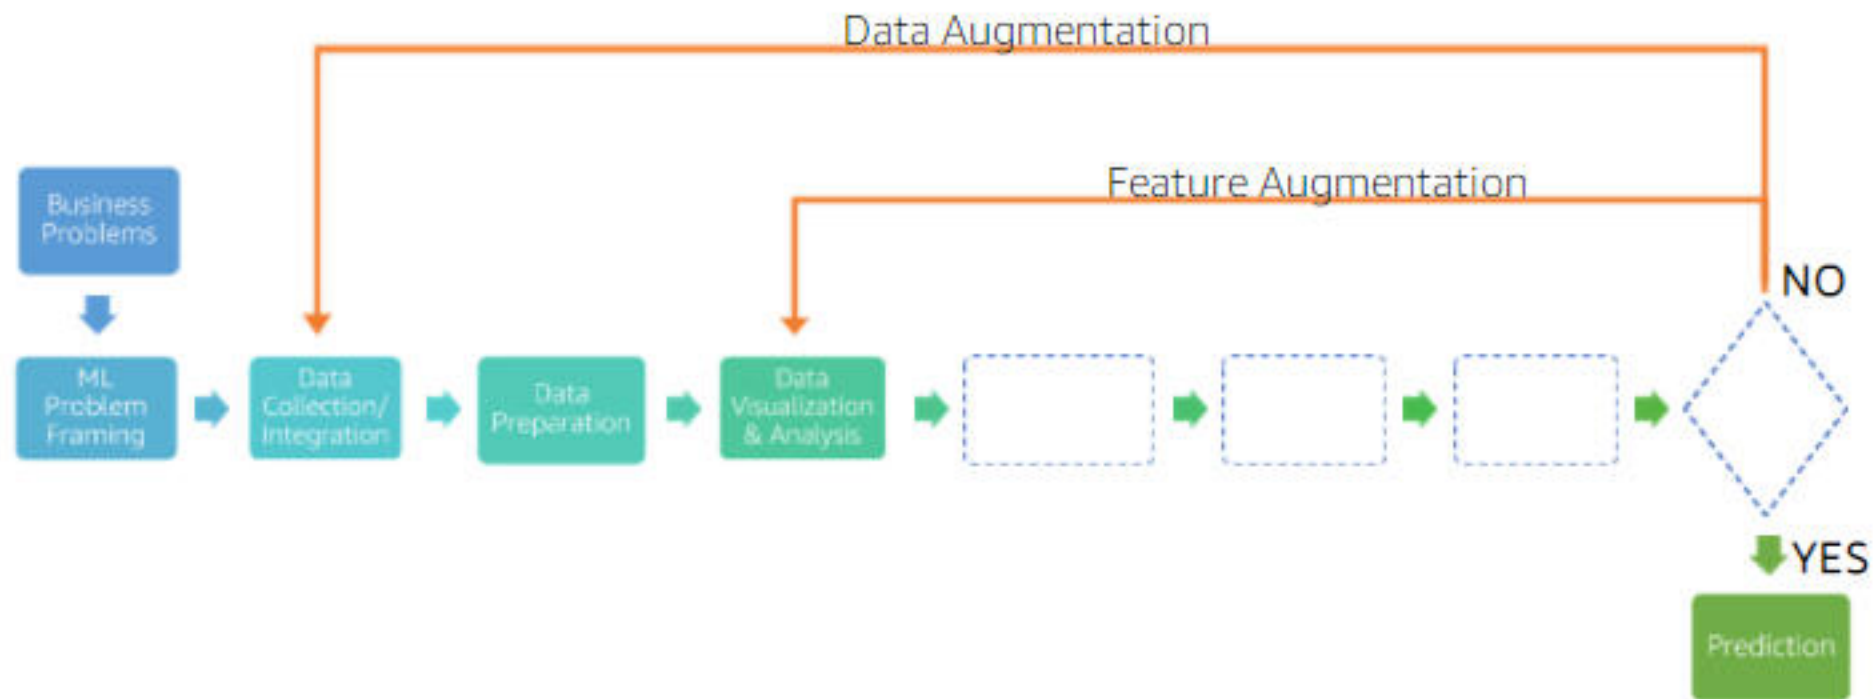 Data Augmentation
Feature Augmentation
Business
Problems
NO
ML
Problem
Framing
Data
Collection/
Integration
Data
Preparation
Data
Visualization
& Analysis
YES
Prediction